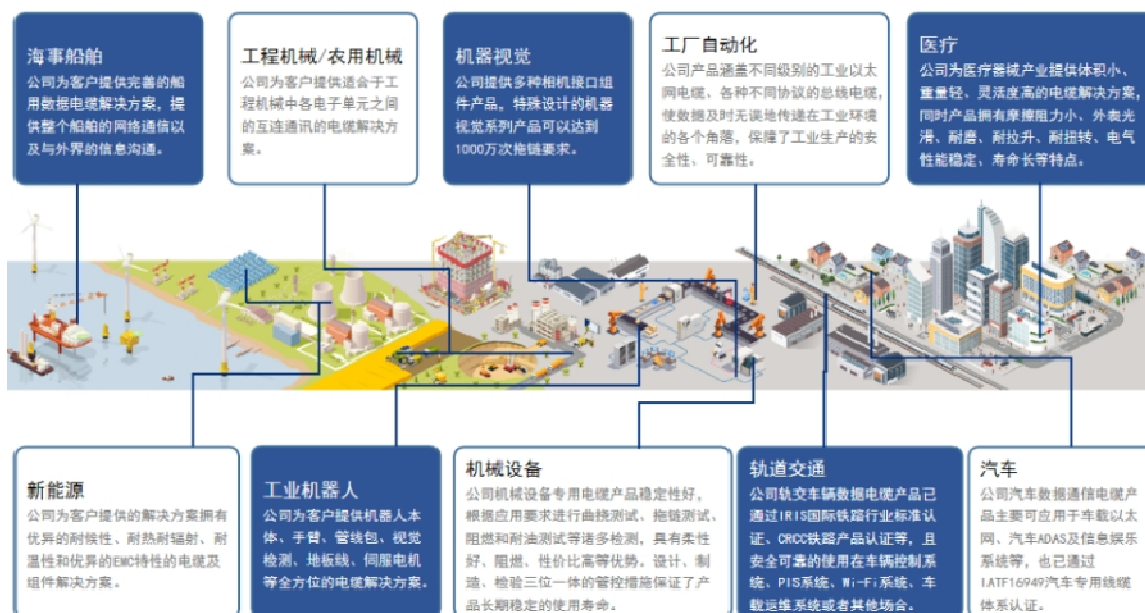 海事船舶
公司为客户提供完善的船
用数据电缆解决方案，提
供整个船舶的网络通信以
及与外界的信息沟通。
工程机械/农用机械
公司为客户提供适合于工
程机械中各电子单元之间
的互连通讯的电缆解决方
案。
机器视觉
公司提供多种相机接口组
件产品，特殊设计的机器
视觉系列产品可以达到
1000万次拖链要求。
工厂自动化
公司产品涵盖不同级别的工业以太
网电缆、各种不同协议的总线电缆，
使数据及时无误地传递在工业环境
的各个角落，保障了工业生产的安
全性、可靠性。
医疗
公司为医疗器械产业提供体积小、
重量轻、灵活度高的电缆解决方案，
同时产品拥有摩擦阻力小、外表光
滑、耐磨、耐拉升、耐扭转、电气
性能稳定、寿命长等特点。
新能源
公司为客户提供的解决方案拥有
优异的耐候性、耐热耐辐射、耐
温性和优异的EMC特性的电缆及
组件解决方案。
工业机器人
公司为客户提供机器人本
体、手臂、管线包、视觉
检测、地板线、伺服电机
等全方位的电缆解决方案。
机械设备
公司机械设备专用电缆产品稳定性好，
根据应用要求进行曲挠测试、拖链测试、
阻燃和耐油测试等诸多检测，具有柔性
好、阻燃、性价比高等优势。设计、制
造、检验三位一体的管控措施保证了产
品长期稳定的使用寿命。
轨道交通
公司轨交车辆数据电缆产品已
通过IRIS国际铁路行业标准认
证、CRCC铁路产品认证等，且
安全可靠的使用在车辆控制系
统、PIS系统、Wi-Fi系统、车
载运维系统或者其他场合。
汽车
公司汽车数据通信电缆产
品主要可应用于车载以太
网、汽车ADAS及信息娱乐
系统等，也已通过
IATF16949汽车专用线缆
体系认证。